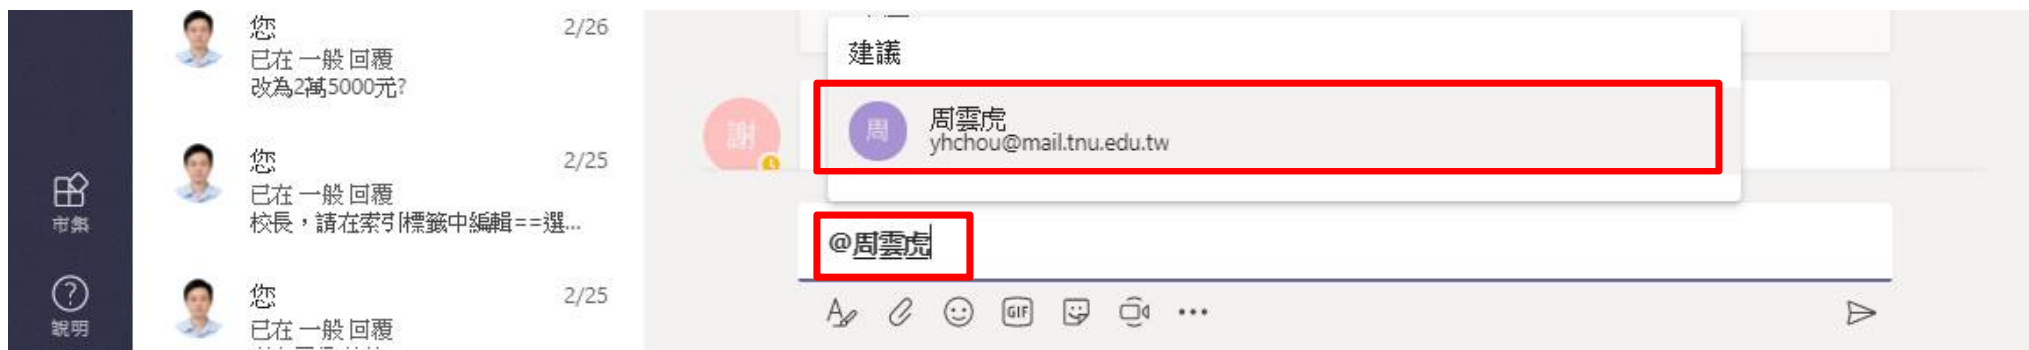 市集
說明
您 2/26
已在 一般 回覆
改為2萬5000元?
您 2/25
已在 一般 回覆
校長，請在索引標籤中編輯==選...
您 2/25
已在 一般 回覆
建議
謝
周
周雲虎
yhchou@mail.tnu.edu.tw
@周雲虎
GIF